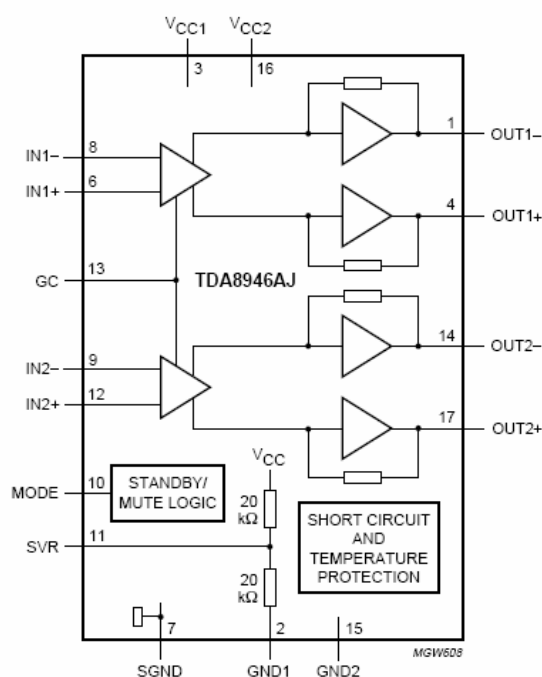 VCC1 VCC2
3 16
1 OUT1−
8 IN1−
6 IN1+
4 OUT1+
13 GC
TDA8946AJ
14 OUT2−
9 IN2−
12 IN2+
17 OUT2+
10 MODE
STANDBY/
MUTE LOGIC
VCC
20
kΩ
11 SVR
SHORT CIRCUIT
AND
TEMPERATURE
PROTECTION
20
kΩ
7 2 15
MGW608
SGND GND1 GND2